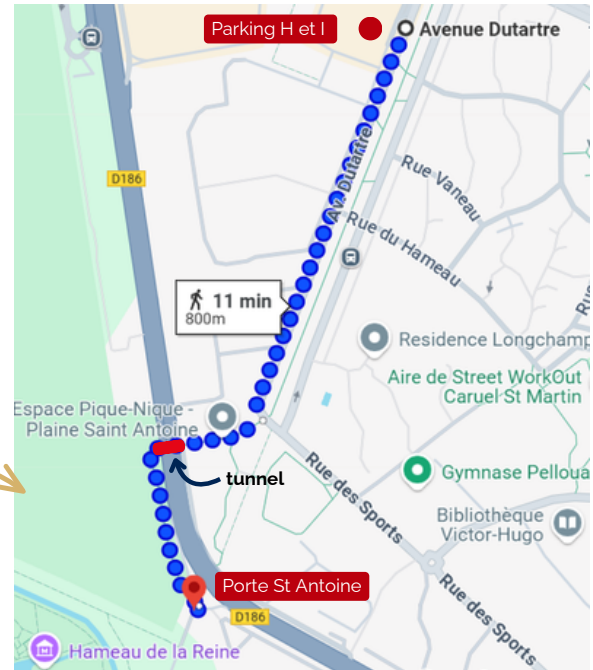 Parking H et I
Avenue Dutartre
D186
Av. Dutartre
Rue Vaneau
Rue du Hameau
11 min
800m
Residence Longchamp
Aire de Street WorkOut
Caruel St Martin
Espace Pique-Nique -
Plaine Saint Antoine
tunnel
Rue des Sports
Gymnase Pelloua
Bibliothèque
Victor-Hugo
Rue des Sports
Porte St Antoine
D186
Hameau de la Reine